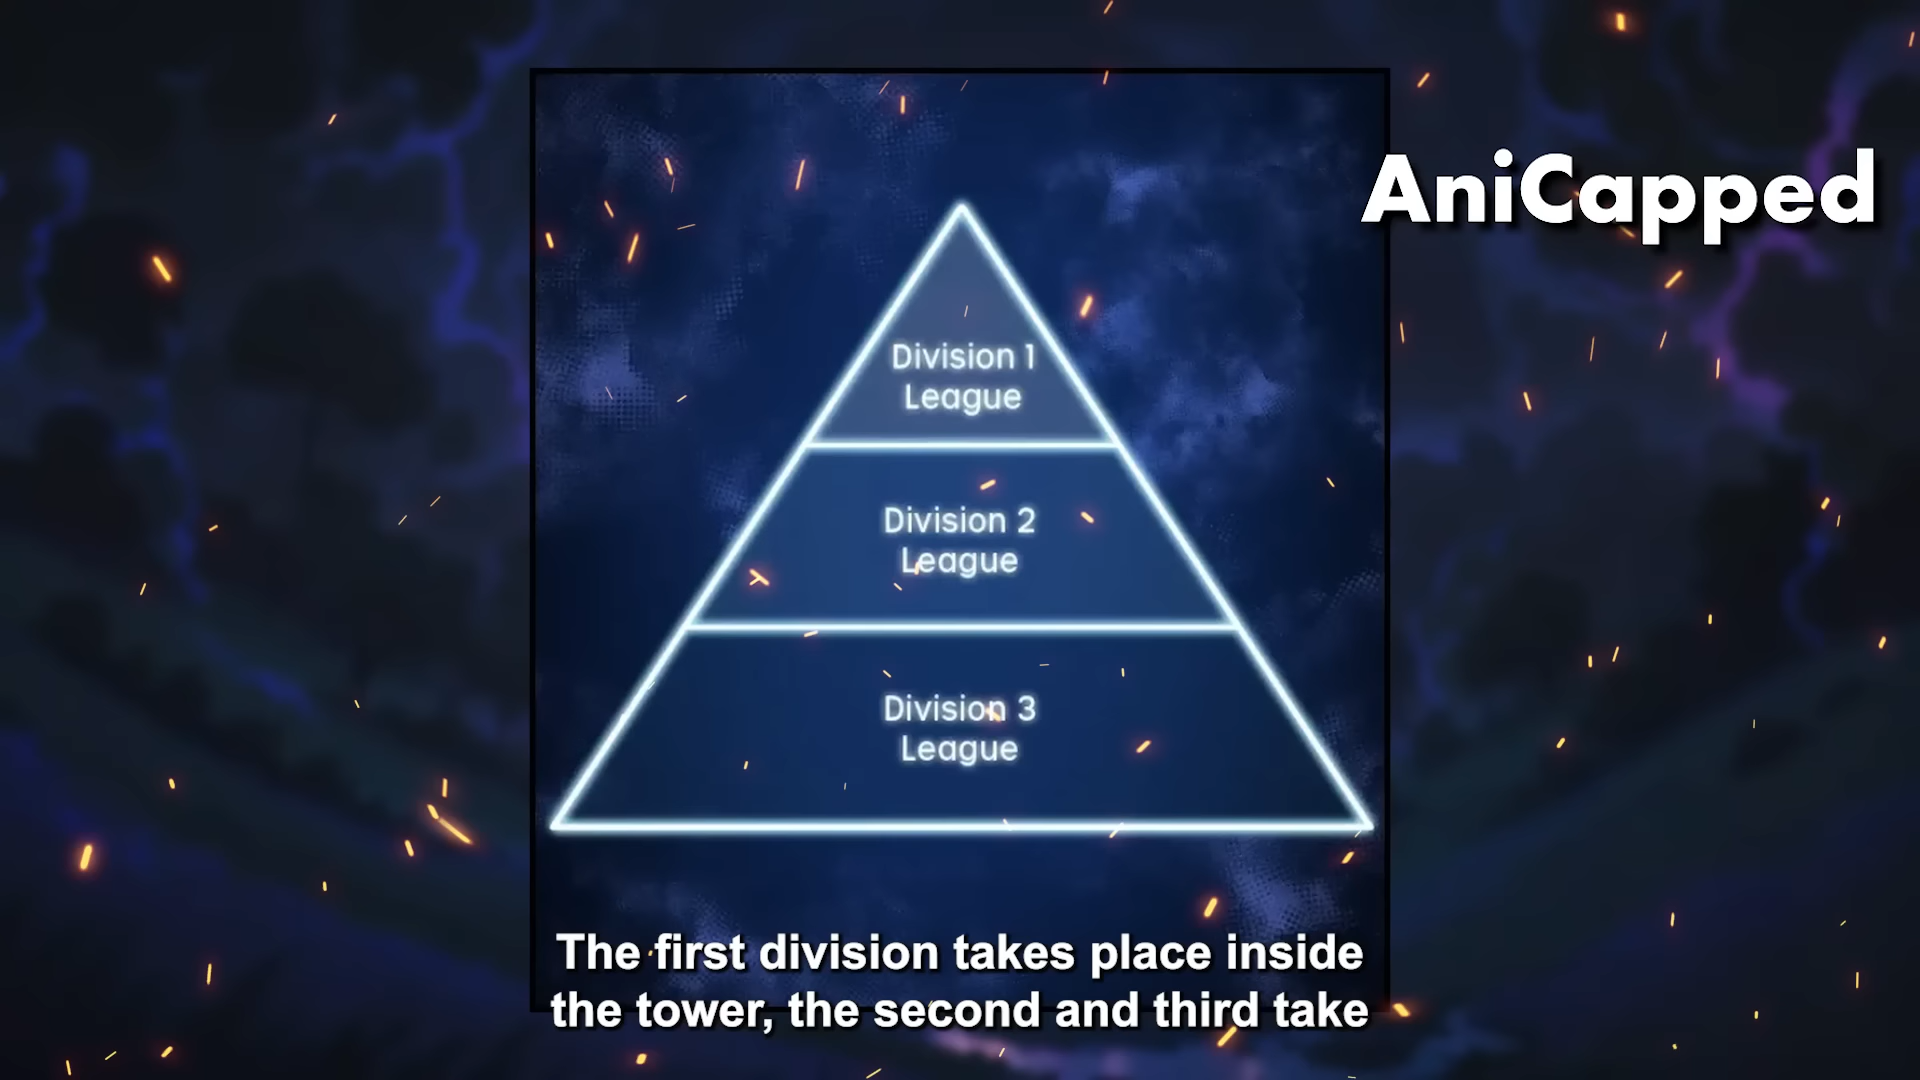 AniCapped
Division 1
League
Division 2
League
Division 3
League
The first division takes place inside
the tower, the second and third take